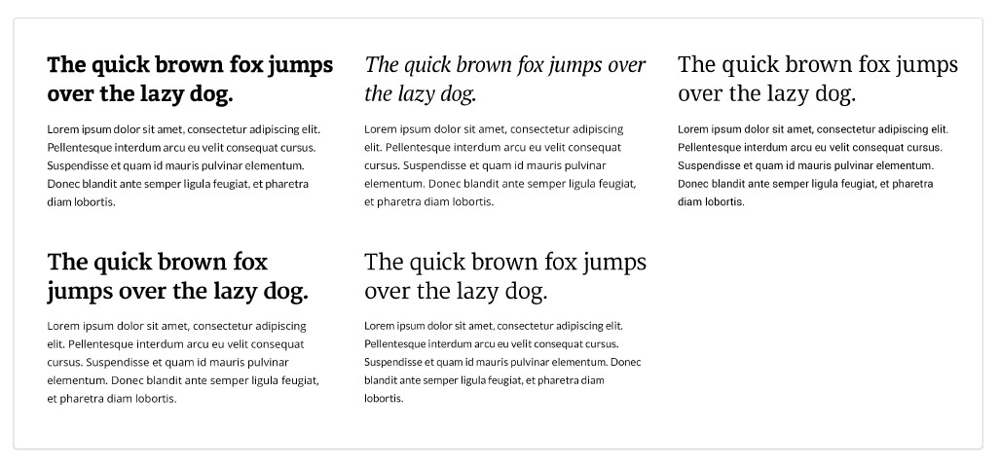 The quick brown fox jumps
over the lazy dog.
Lorem ipsum dolor sit amet, consectetur adipiscing elit.
Pellentesque interdum arcu eu velit consequat cursus.
Suspendisse et quam id mauris pulvinar elementum.
Donec blandit ante semper ligula feugiat, et pharetra
diam lobortis.
The quick brown fox jumps over
the lazy dog.
Lorem ipsum dolor sit amet, consectetur adipiscing
elit. Pellentesque interdum arcu eu velit consequat
cursus. Suspendisse et quam id mauris pulvinar
elementum. Donec blandit ante semper ligula feugiat,
et pharetra diam lobortis.
The quick brown fox jumps
over the lazy dog.
Lorem ipsum dolor sit amet, consectetur adipiscing elit.
Pellentesque interdum arcu eu velit consequat cursus.
Suspendisse et quam id mauris pulvinar elementum.
Donec blandit ante semper ligula feugiat, et pharetra
diam lobortis.
The quick brown fox
jumps over the lazy dog.
Lorem ipsum dolor sit amet, consectetur adipiscing
elit. Pellentesque interdum arcu eu velit consequat
cursus. Suspendisse et quam id mauris pulvinar
elementum. Donec blandit ante semper ligula feugiat,
et pharetra diam lobortis.
The quick brown fox jumps
over the lazy dog.
Lorem ipsum dolor sit amet, consectetur adipiscing elit.
Pellentesque interdum arcu eu velit consequat cursus.
Suspendisse et quam id mauris pulvinar elementum. Donec
blandit ante semper ligula feugiat, et pharetra diam
lobortis.